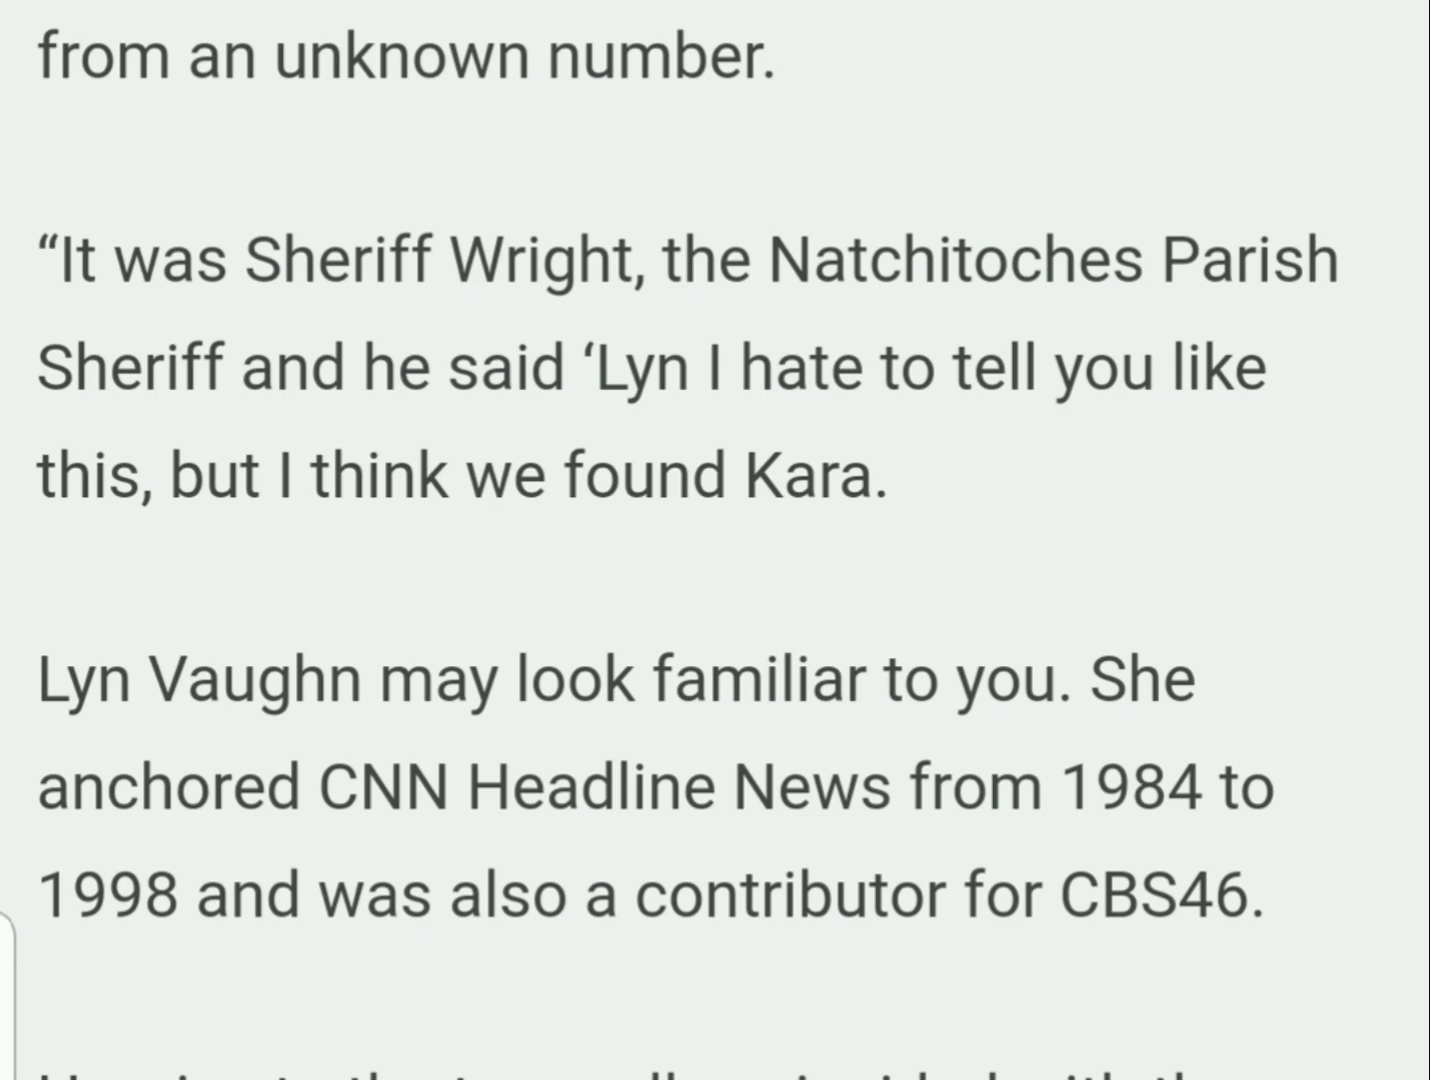 from an unknown number.
“It was Sheriff Wright, the Natchitoches Parish
Sheriff and he said ‘Lyn I hate to tell you like
this, but I think we found Kara.
Lyn Vaughn may look familiar to you. She
anchored CNN Headline News from 1984 to
1998 and was also a contributor for CBS46.